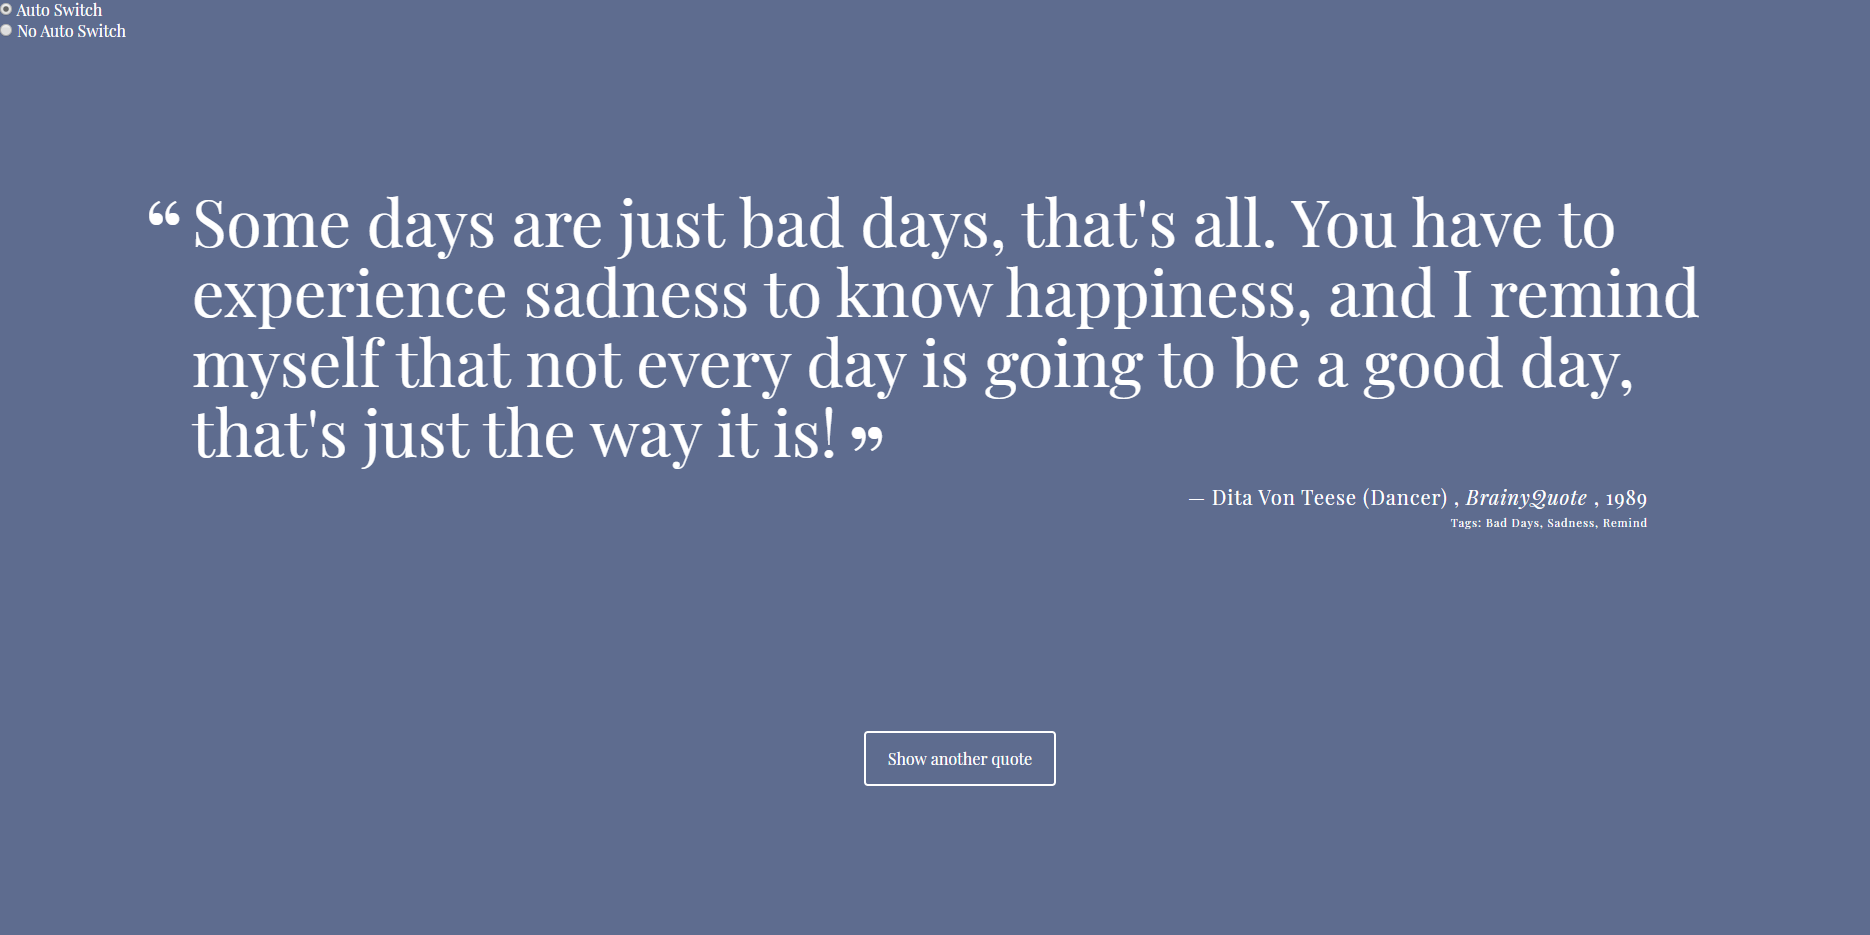 Auto Switch
No Auto Switch
“ Some days are just bad days, that's all. You have to
experience sadness to know happiness, and I remind
myself that not every day is going to be a good day,
that's just the way it is! ”
— Dita Von Teese (Dancer) , BrainyQuote , 1989
Tags: Bad Days, Sadness, Remind
Show another quote